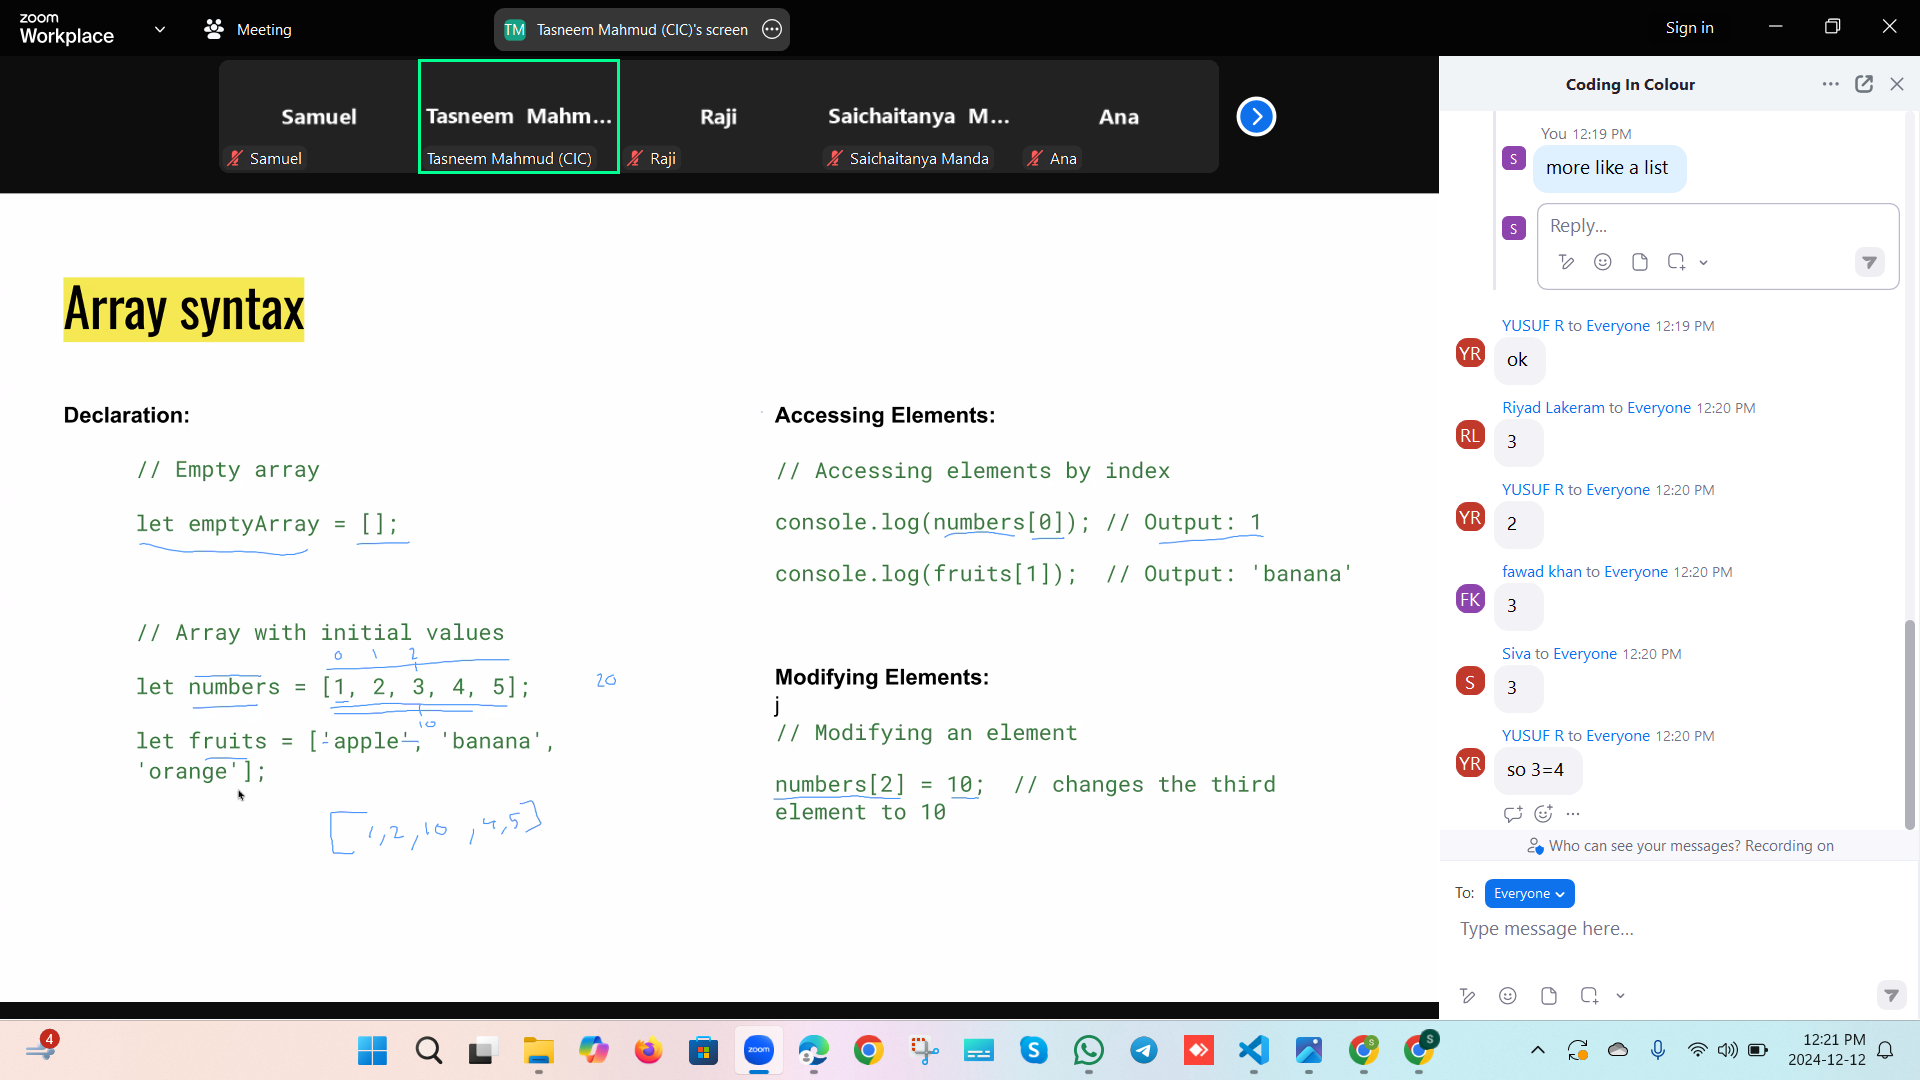 zoom
Workplace
Meeting
TM Tasneem Mahmud (CIC)'s screen
Sign in
Samuel
Tasneem Mahm...
Raji
Saichaitanya M...
Ana
Samuel
Tasneem Mahmud (CIC)
Raji
Saichaitanya Manda
Ana
Array syntax
Declaration:
// Empty array
let emptyArray = [];
// Array with initial values
0 1 2
let numbers = [1, 2, 3, 4, 5];
20
10
let fruits = ['apple', 'banana',
'orange'];
[1,2,10,4,5]
Accessing Elements:
// Accessing elements by index
console.log(numbers[0]); // Output: 1
console.log(fruits[1]); // Output: 'banana'
Modifying Elements:
j
// Modifying an element
numbers[2] = 10; // changes the third
element to 10
Coding In Colour
You 12:19 PM
S
more like a list
S
Reply...
YUSUF R to Everyone 12:19 PM
YR
ok
Riyad Lakeram to Everyone 12:20 PM
RL
3
YUSUF R to Everyone 12:20 PM
YR
2
fawad khan to Everyone 12:20 PM
FK
3
Siva to Everyone 12:20 PM
S
3
YUSUF R to Everyone 12:20 PM
YR
so 3=4
Who can see your messages? Recording on
To: Everyone
Type message here...
4
zoom
S
S
S
12:21 PM
2024-12-12